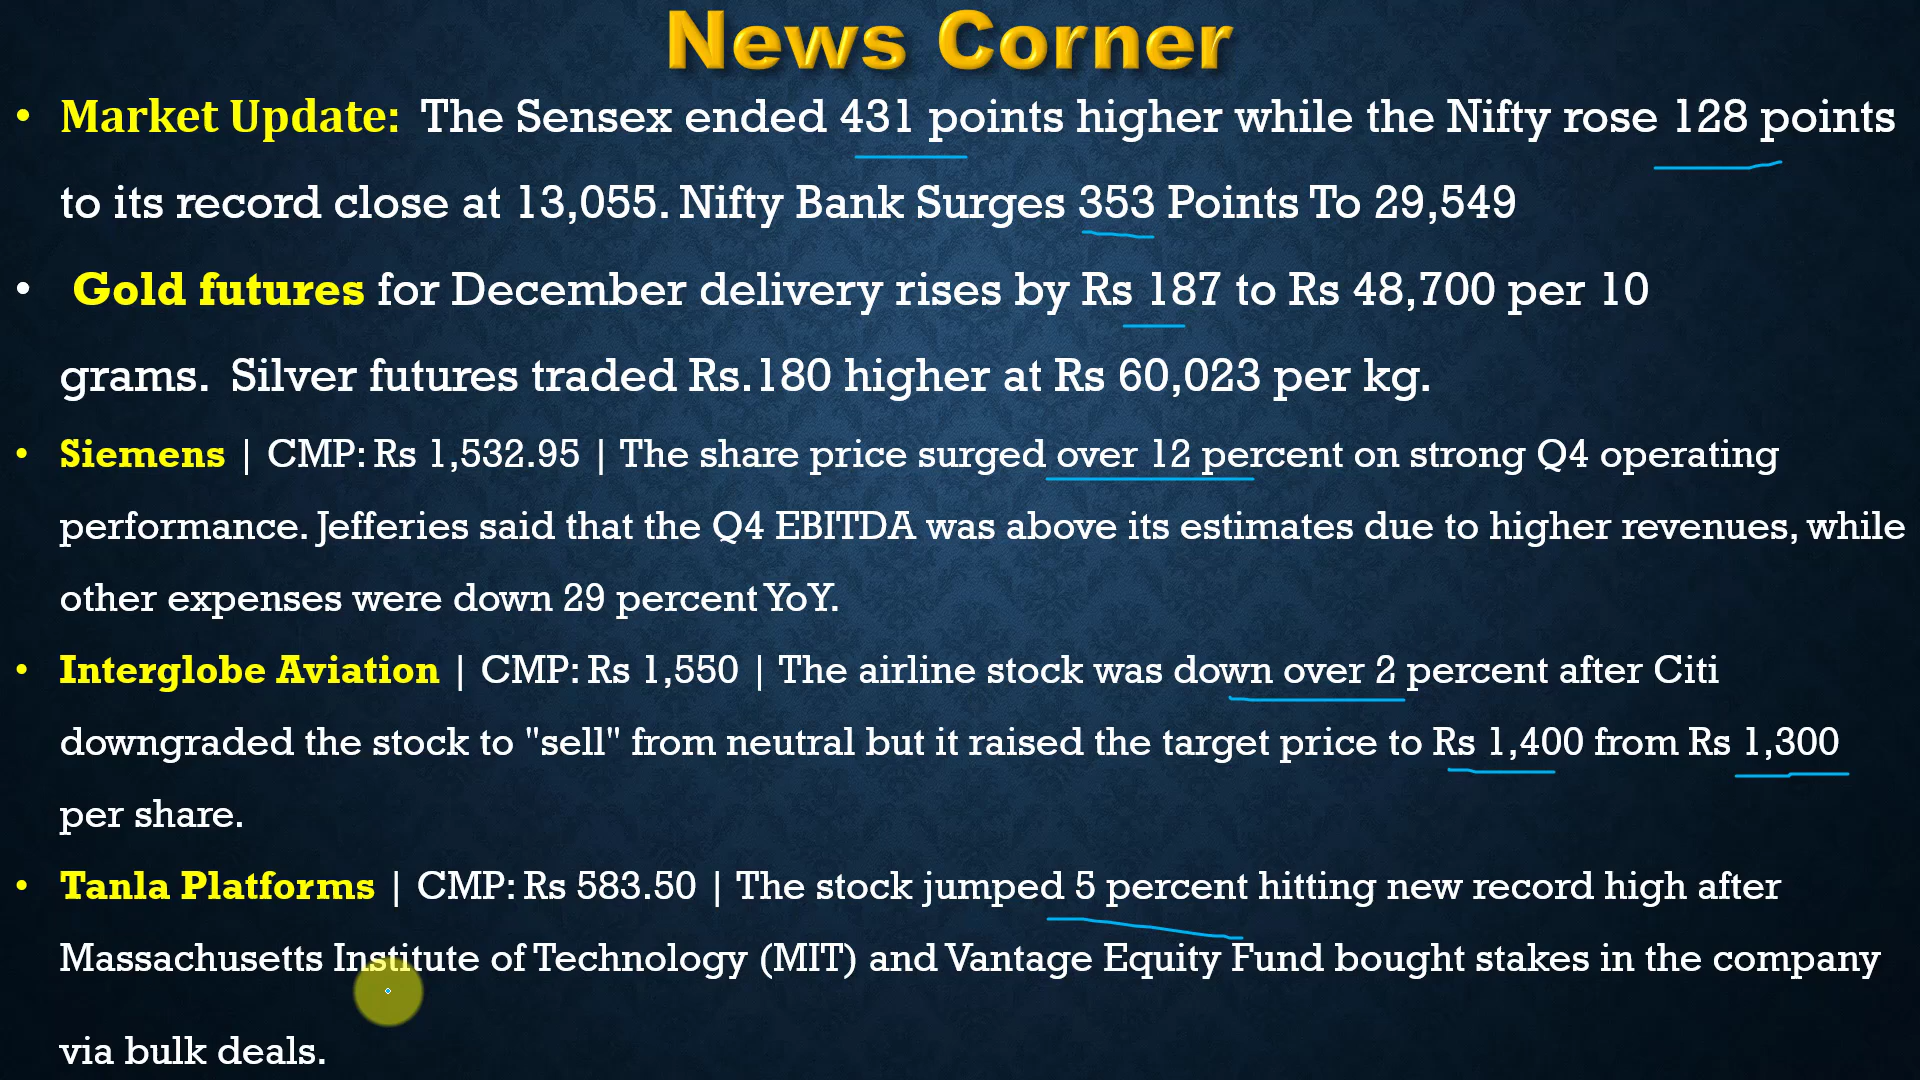 News Corner
• Market Update: The Sensex ended 431 points higher while the Nifty rose 128 points
to its record close at 13,055. Nifty Bank Surges 353 Points To 29,549
• Gold futures for December delivery rises by Rs 187 to Rs 48,700 per 10
grams. Silver futures traded Rs.180 higher at Rs 60,023 per kg.
• Siemens | CMP: Rs 1,532.95 | The share price surged over 12 percent on strong Q4 operating
performance. Jefferies said that the Q4 EBITDA was above its estimates due to higher revenues, while
other expenses were down 29 percent YoY.
• Interglobe Aviation | CMP: Rs 1,550 | The airline stock was down over 2 percent after Citi
downgraded the stock to "sell" from neutral but it raised the target price to Rs 1,400 from Rs 1,300
per share.
• Tanla Platforms | CMP: Rs 583.50 | The stock jumped 5 percent hitting new record high after
Massachusetts Institute of Technology (MIT) and Vantage Equity Fund bought stakes in the company
via bulk deals.